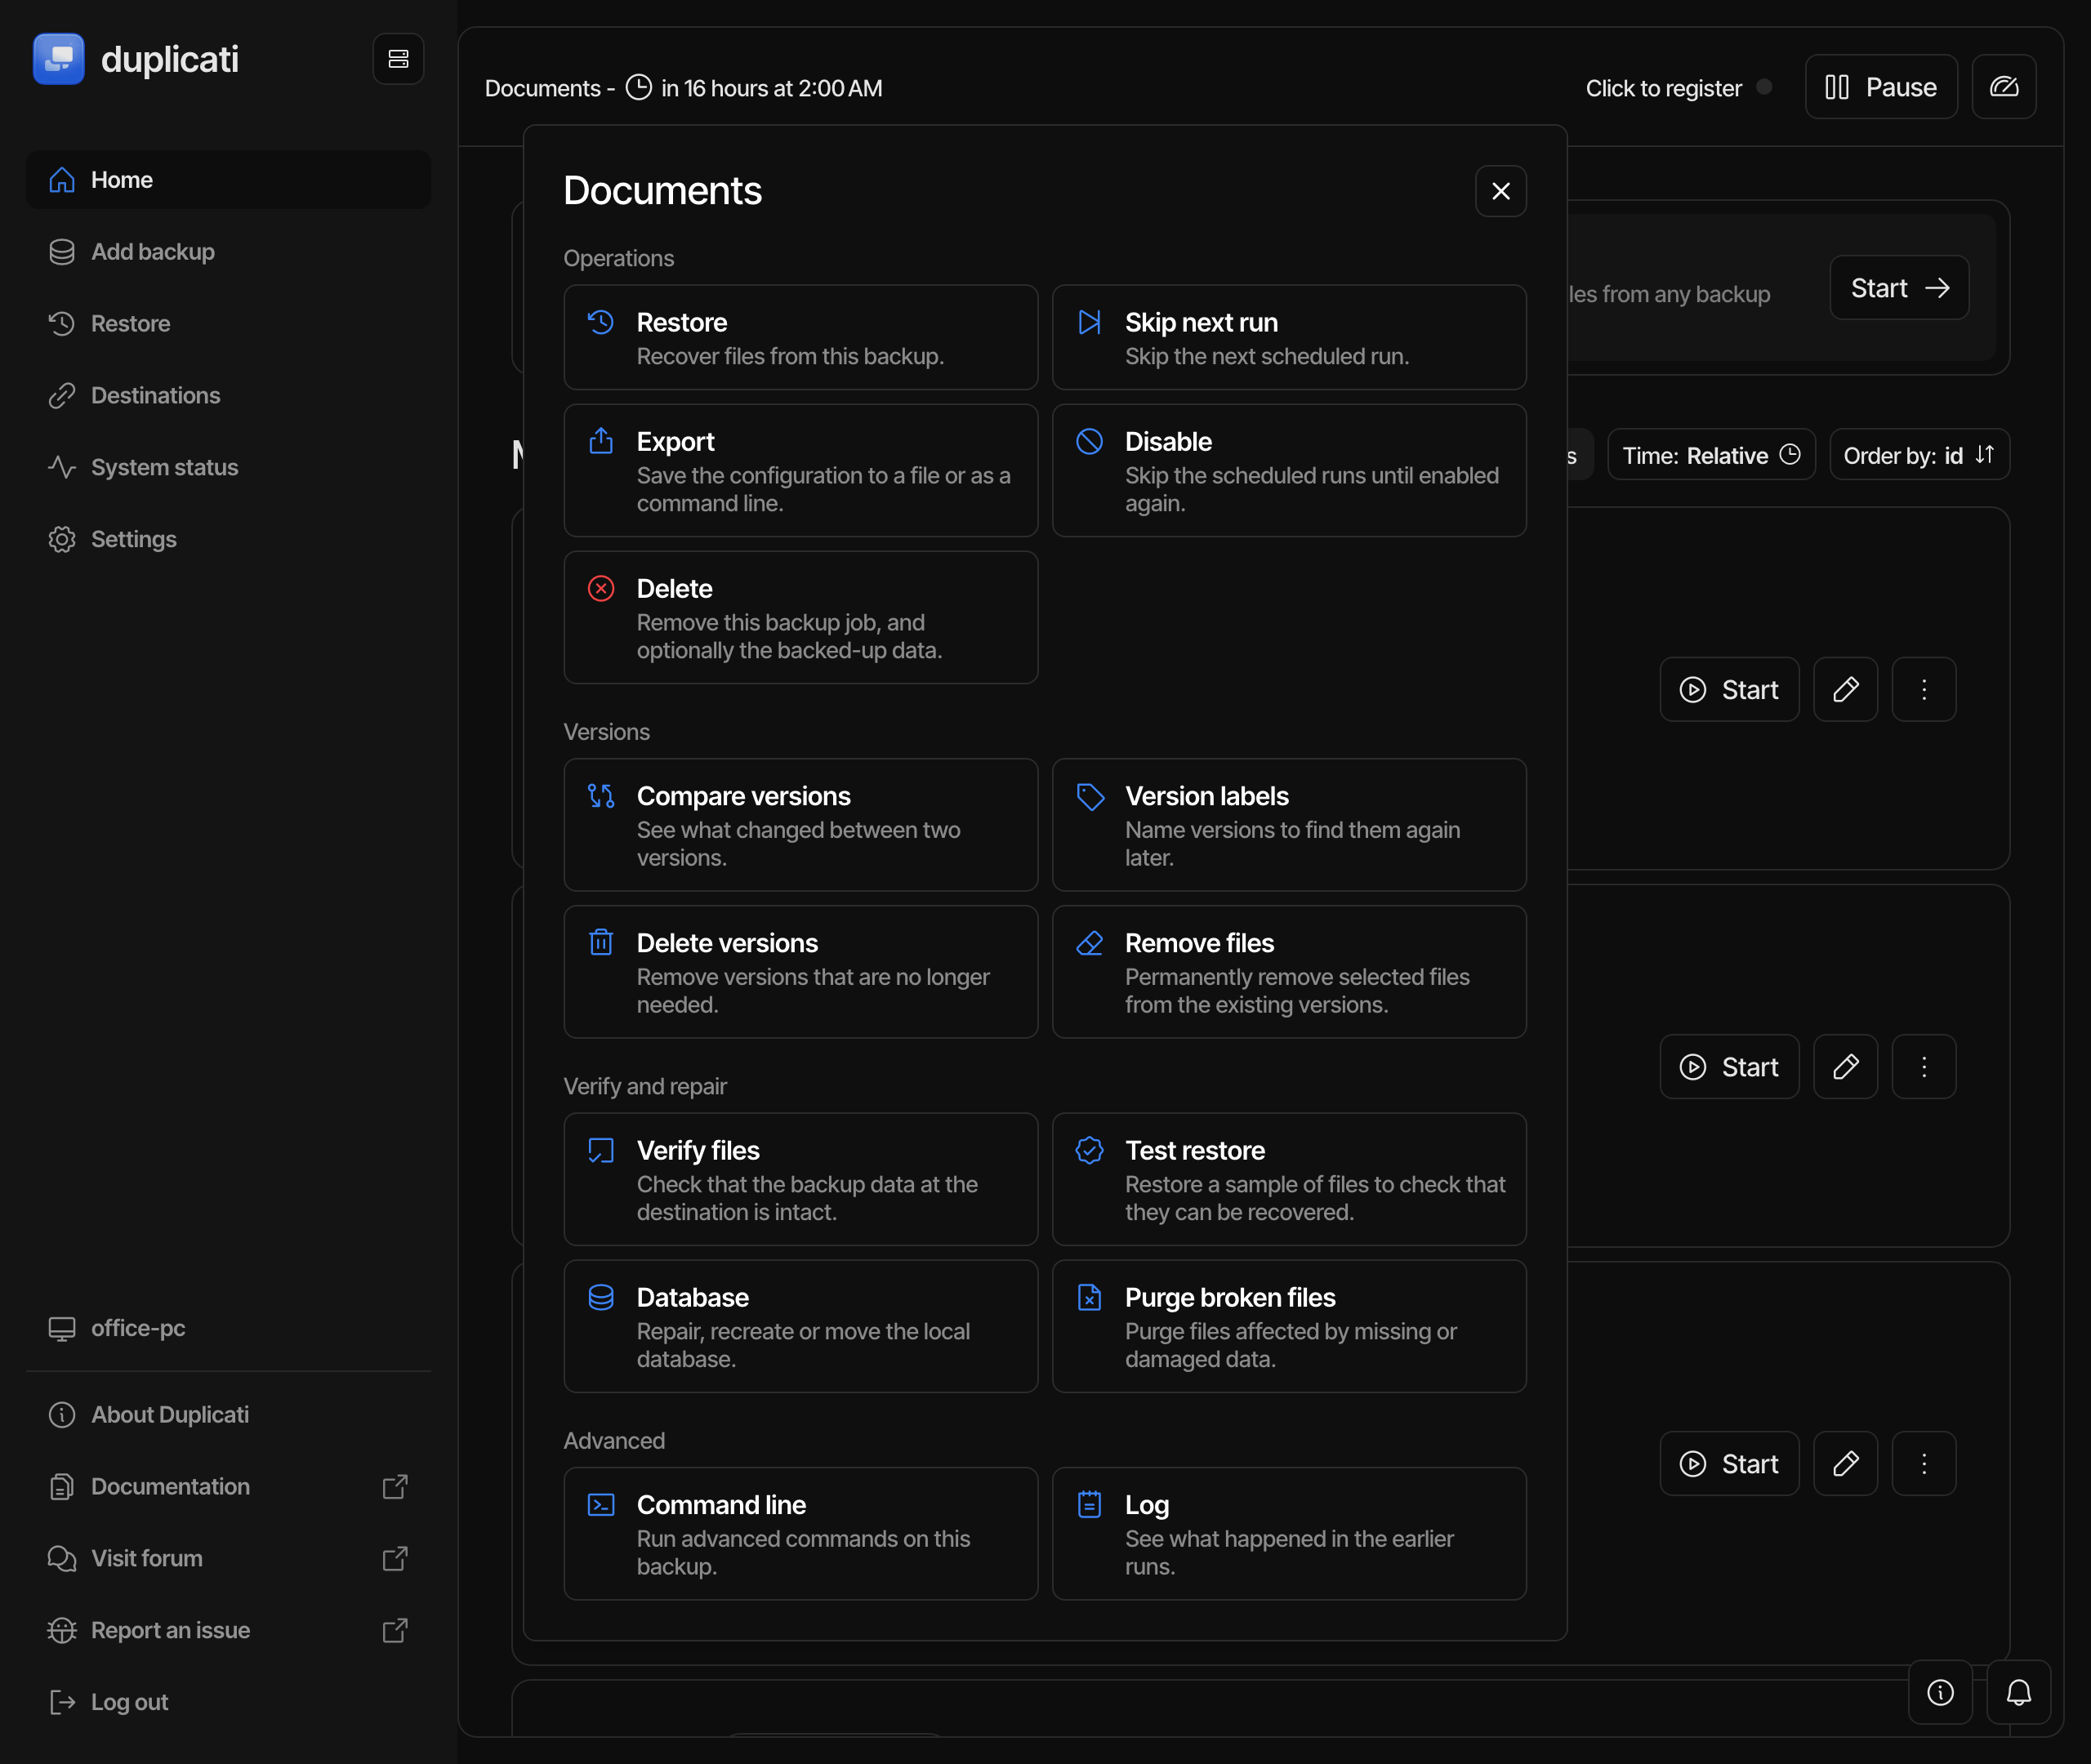 duplicati
Home
Add backup
Restore
Destinations
System status
Settings
office-pc
About Duplicati
Documentation
Visit forum
Report an issue
Log out
Documents - in 16 hours at 2:00 AM
Click to register
Pause
Documents
Operations
Restore
Recover files from this backup.
Skip next run
Skip the next scheduled run.
Export
Save the configuration to a file or as a
command line.
Disable
Skip the scheduled runs until enabled
again.
Delete
Remove this backup job, and
optionally the backed-up data.
Versions
Compare versions
See what changed between two
versions.
Version labels
Name versions to find them again
later.
Delete versions
Remove versions that are no longer
needed.
Remove files
Permanently remove selected files
from the existing versions.
Verify and repair
Verify files
Check that the backup data at the
destination is intact.
Test restore
Restore a sample of files to check that
they can be recovered.
Database
Repair, recreate or move the local
database.
Purge broken files
Purge files affected by missing or
damaged data.
Advanced
Command line
Run advanced commands on this
backup.
Log
See what happened in the earlier
runs.
from any backup
Start
Time: Relative
Order by: id
Start
Start
Start